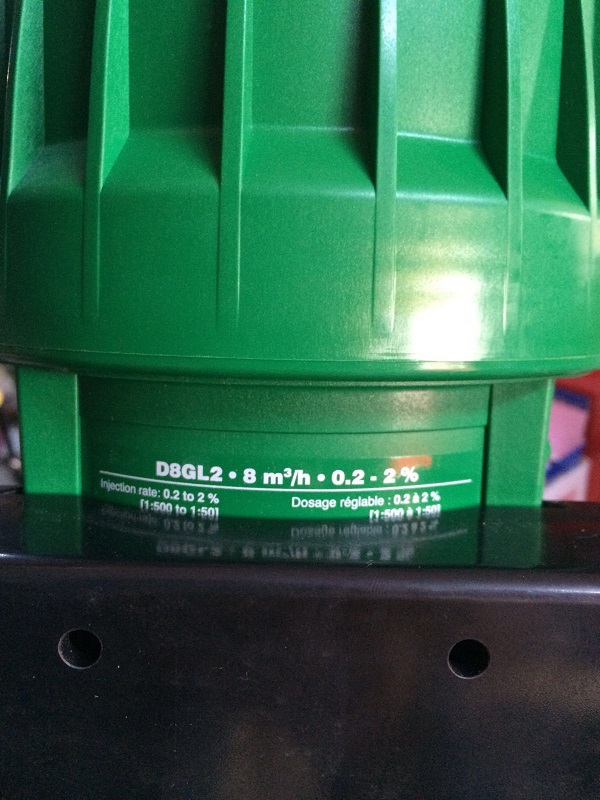 D8GL2 • 8 m³/h • 0.2 - 2 %
Injection rate: 0.2 to 2 %
[1:500 to 1:50]
Dosage réglable : 0.2 à 2 %
[1:500 à 1:50]